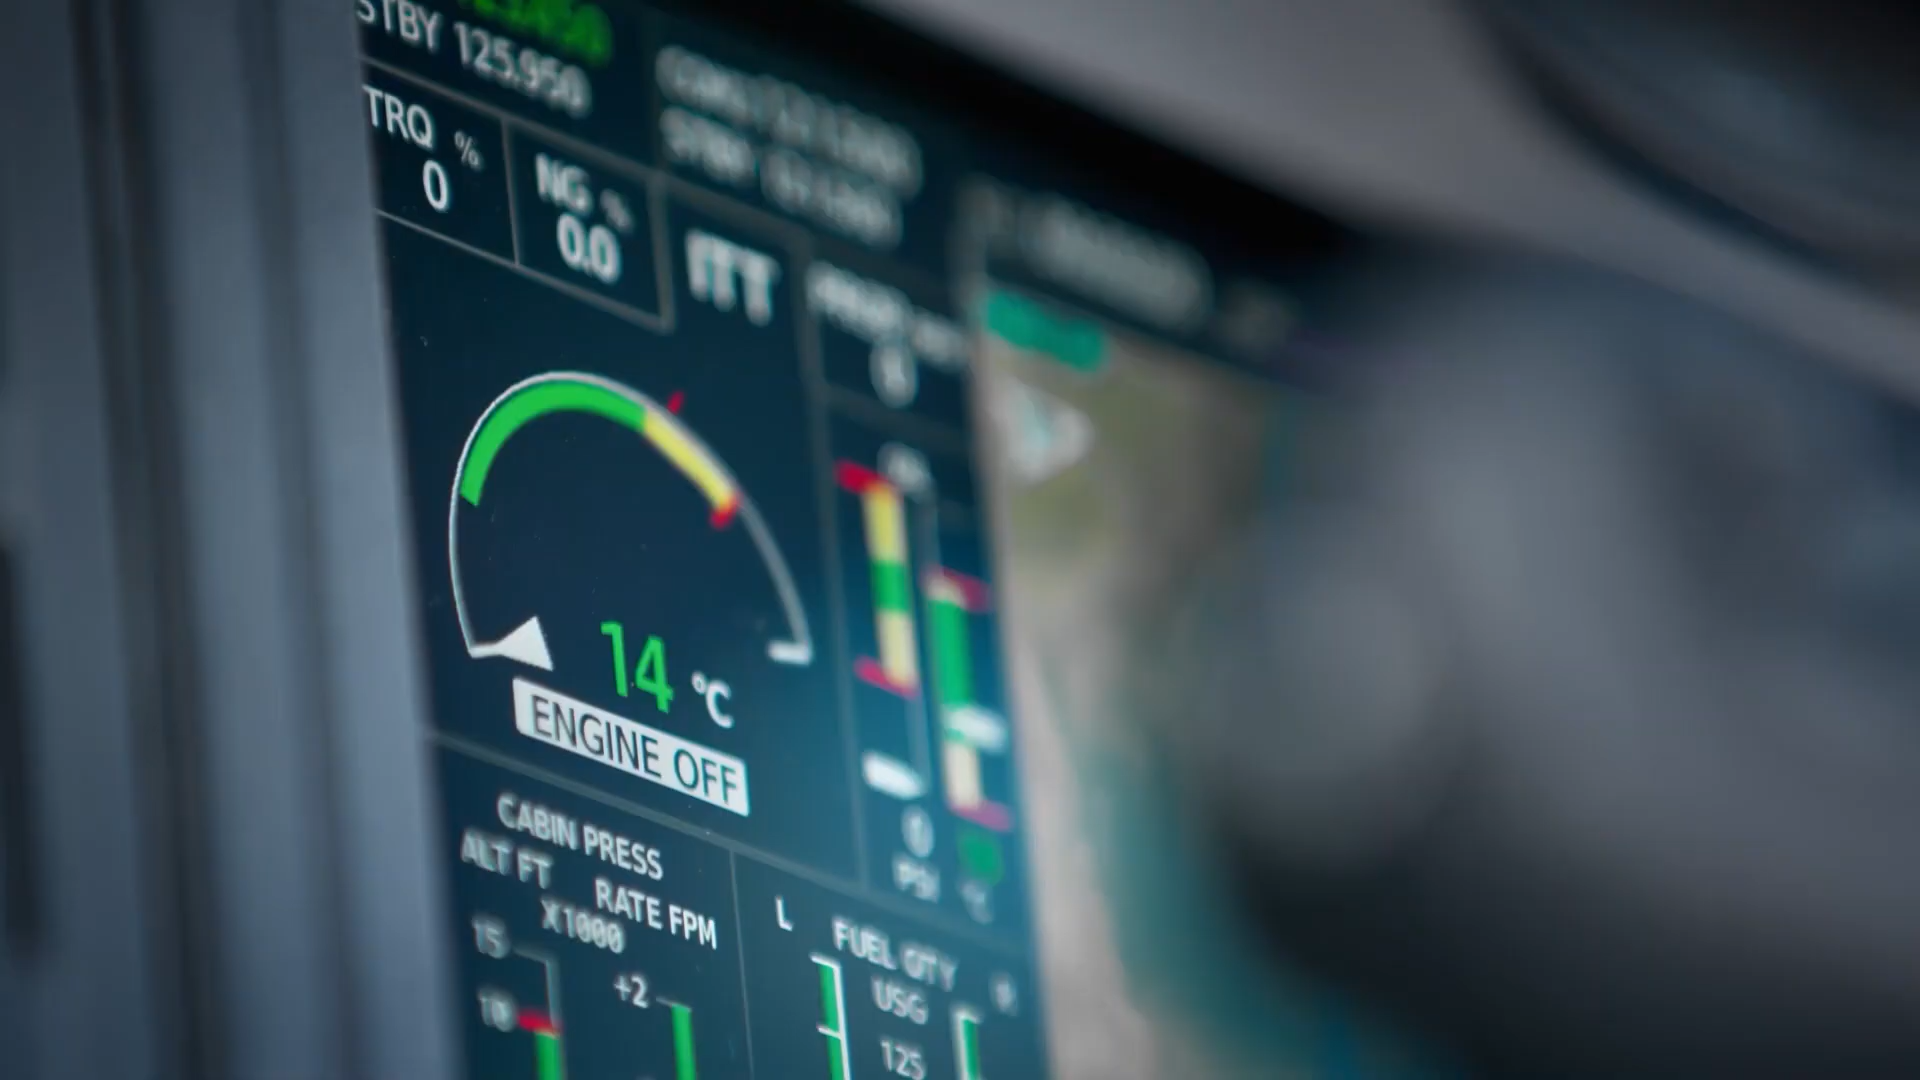 STBY 125.950
TRQ %
0
NG %
0.0
ITT
14 °C
ENGINE OFF
CABIN PRESS
ALT FT
RATE FPM
X1000
15
10
+2
0
PSI
°C
L
FUEL QTY
R
USG
125